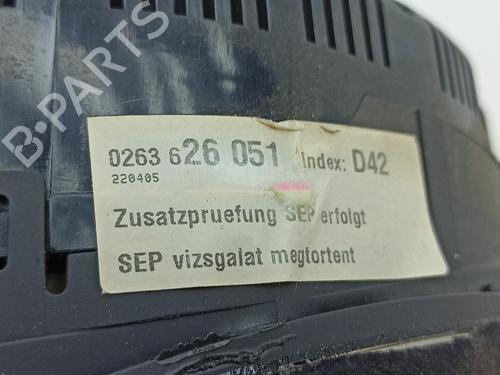 B-PARTS
0263 626 051 Index: D42
220405
Zusatzpruefung SEP erfolgt
SEP vizsgalat megtortent